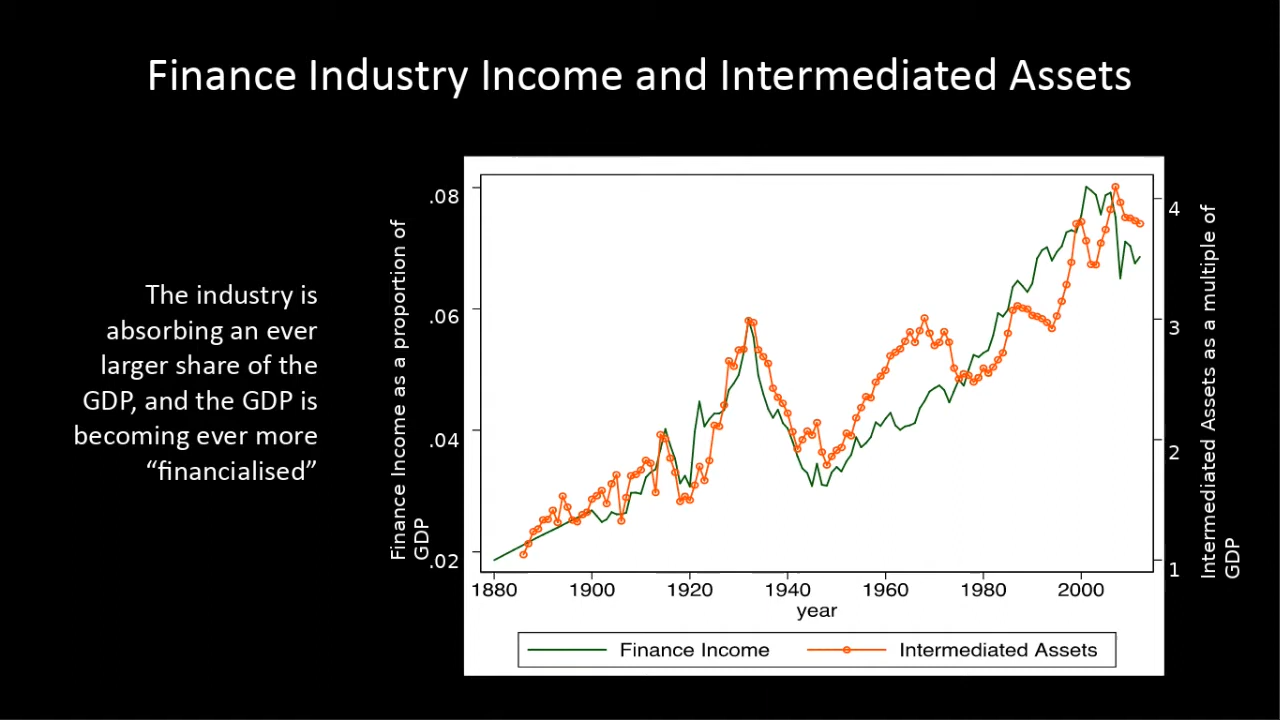 Finance Industry Income and Intermediated Assets
The industry is
absorbing an ever
larger share of the
GDP, and the GDP is
becoming ever more
“financialised”
Finance Income as a proportion of
GDP
.08
.06
.04
.02
4
3
2
1
Intermediated Assets as a multiple of
GDP
1880 1900 1920 1940 1960 1980 2000
year
Finance Income Intermediated Assets